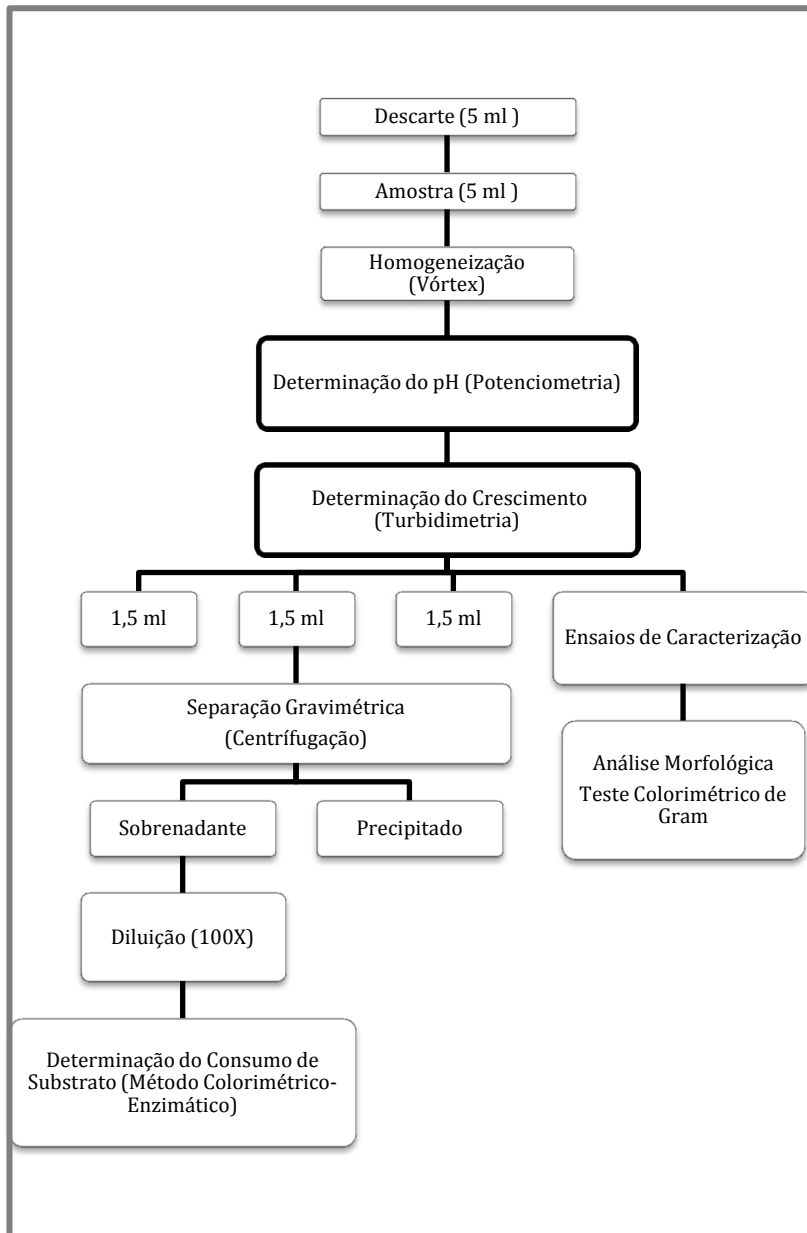 Descarte (5 ml )
Amostra (5 ml )
Homogeneização
(Vórtex)
Determinação do pH (Potenciometria)
Determinação do Crescimento
(Turbidimetria)
1,5 ml
1,5 ml
1,5 ml
Ensaios de Caracterização
Separação Gravimétrica
(Centrífugação)
Análise Morfológica
Teste Colorimétrico de
Gram
Sobrenadante
Precipitado
Diluição (100X)
Determinação do Consumo de
Substrato (Método Colorimétrico-
Enzimático)